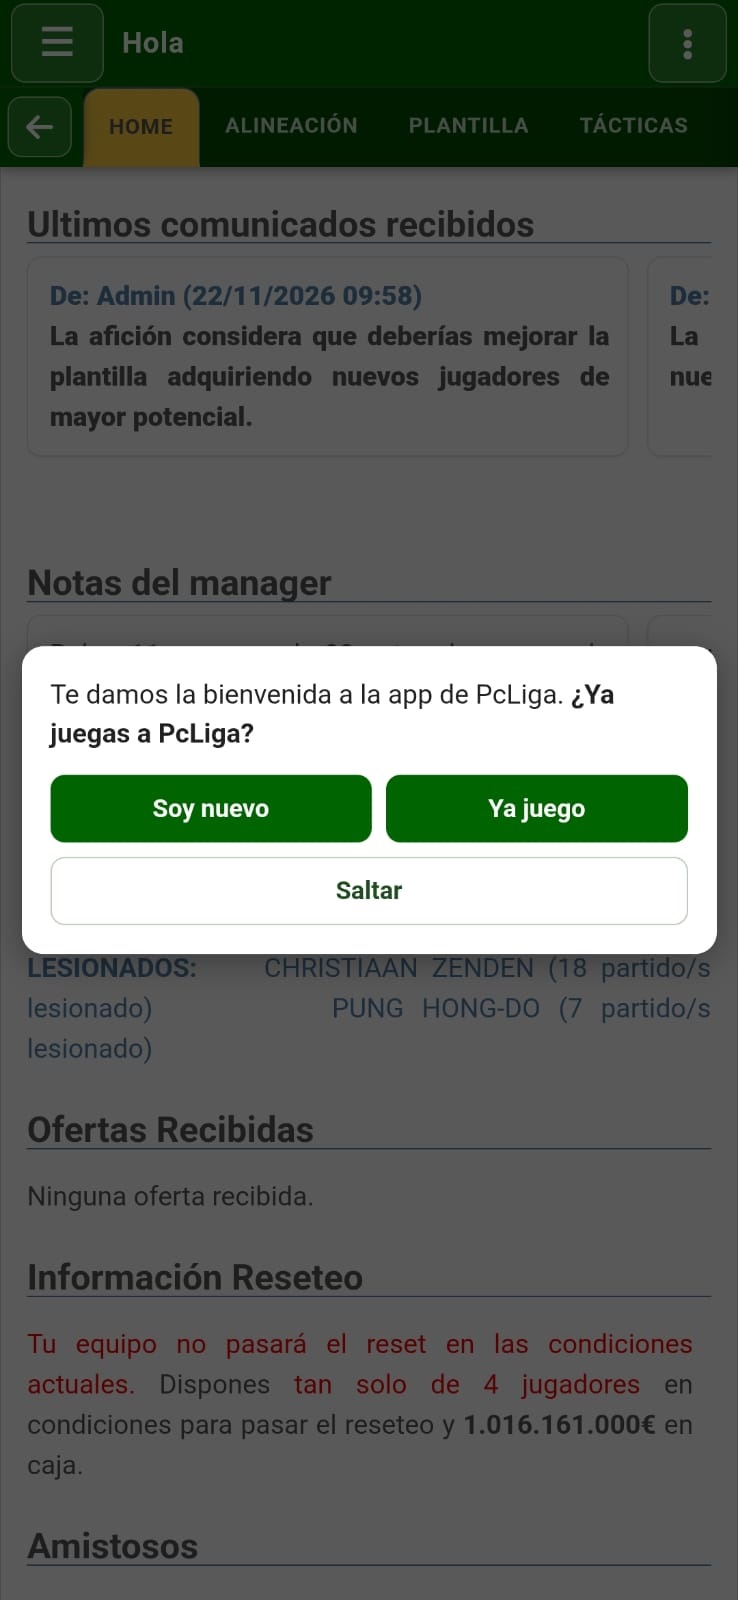 Hola
HOME ALINEACIÓN PLANTILLA TÁCTICAS
Ultimos comunicados recibidos
De: Admin (22/11/2026 09:58)
La afición considera que deberías mejorar la
plantilla adquiriendo nuevos jugadores de
mayor potencial.
De:
La
nue
Notas del manager
Te damos la bienvenida a la app de PcLiga. ¿Ya
juegas a PcLiga?
Soy nuevo Ya juego
Saltar
LESIONADOS: CHRISTIAAN ZENDEN (18 partido/s
lesionado) PUNG HONG-DO (7 partido/s
lesionado)
Ofertas Recibidas
Ninguna oferta recibida.
Información Reseteo
Tu equipo no pasará el reset en las condiciones
actuales. Dispones tan solo de 4 jugadores en
condiciones para pasar el reseteo y 1.016.161.000€ en
caja.
Amistosos